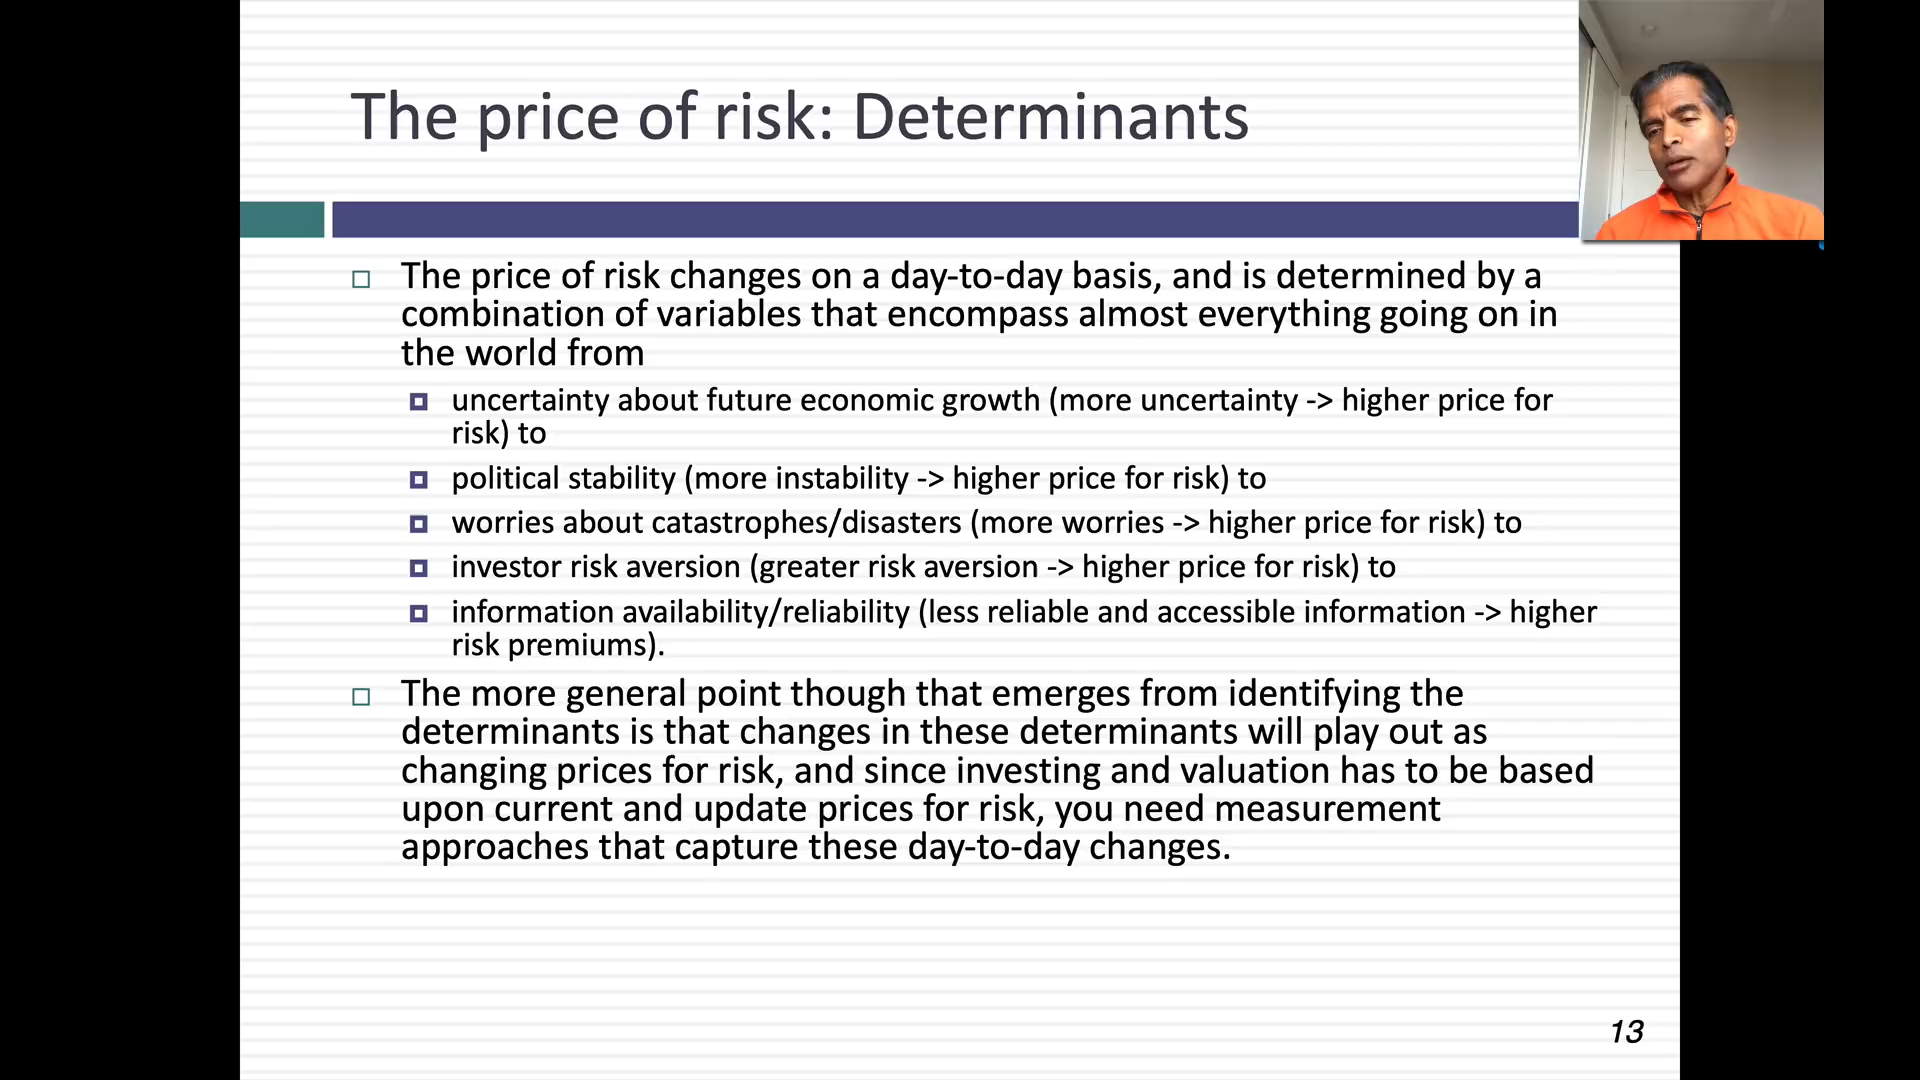 The price of risk: Determinants
The price of risk changes on a day-to-day basis, and is determined by a
combination of variables that encompass almost everything going on in
the world from
uncertainty about future economic growth (more uncertainty -> higher price for
risk) to
political stability (more instability -> higher price for risk) to
worries about catastrophes/disasters (more worries -> higher price for risk) to
investor risk aversion (greater risk aversion -> higher price for risk) to
information availability/reliability (less reliable and accessible information -> higher
risk premiums).
The more general point though that emerges from identifying the
determinants is that changes in these determinants will play out as
changing prices for risk, and since investing and valuation has to be based
upon current and update prices for risk, you need measurement
approaches that capture these day-to-day changes.
13